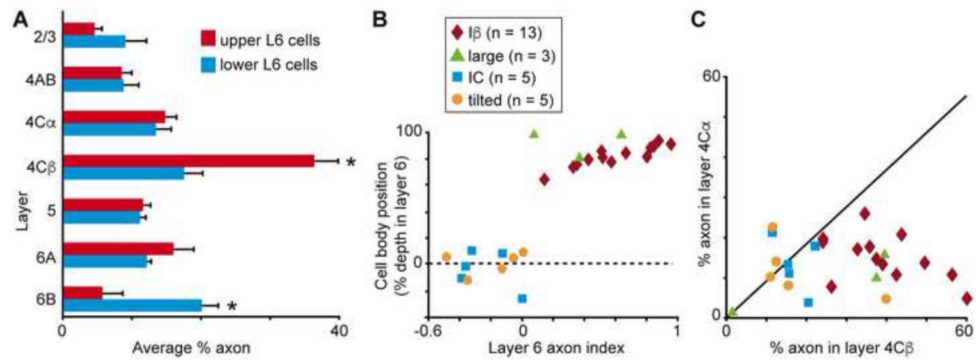 A
2/3
4AB
4Cα
4Cβ
5
6A
6B
Layer
upper L6 cells
lower L6 cells
*
*
0
40
Average % axon
B
Iβ (n = 13)
large (n = 3)
IC (n = 5)
tilted (n = 5)
100
0
Cell body position
(% depth in layer 6)
-0.6
0
1
Layer 6 axon index
C
60
% axon in layer 4Cα
0
60
% axon in layer 4Cβ